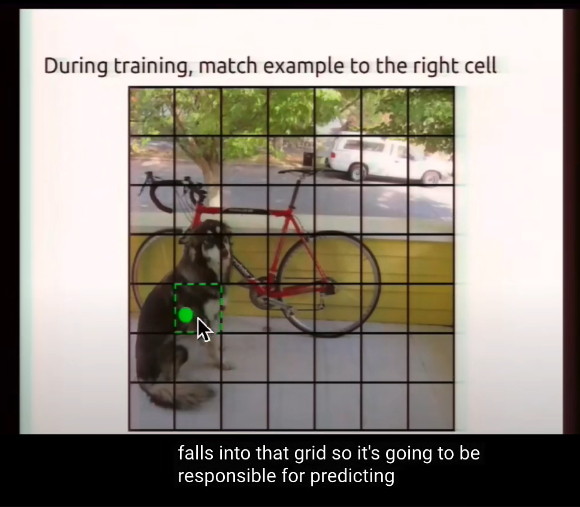 During training, match example to the right cell
falls into that grid so it's going to be
responsible for predicting